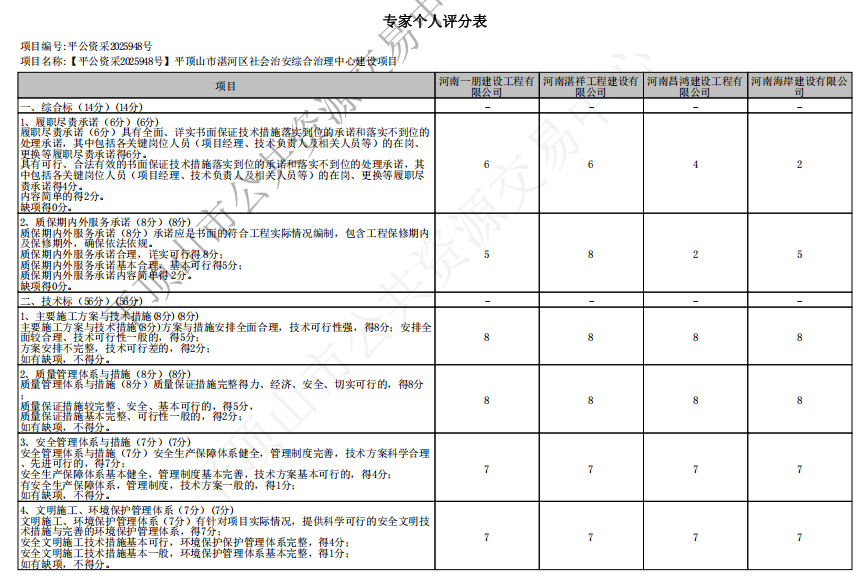 专家个人评分表
项目编号:平公资采2025948号
项目名称:【平公资采2025948号】平顶山市湛河区社会治安综合治理中心建设项目
项目 河南一朋建设工程有限公司 河南湛祥工程建设有限公司 河南昌鸿建设工程有限公司 河南海岸建设有限公司
一、综合标（14分）(14分) - - - -
1、履职尽责承诺（6分）(6分)
履职尽责承诺（6分）具有全面、详实书面保证技术措施落实到位的承诺和落实不到位的
处理承诺，其中包括各关键岗位人员（项目经理、技术负责人及相关人员等）的在岗、
更换等履职尽责承诺得6分。
具有可行、合法有效的书面保证技术措施落实到位的承诺和落实不到位的处理承诺，其
中包括各关键岗位人员（项目经理、技术负责人及相关人员等）的在岗、更换等履职尽
责承诺得4分。
内容简单的得2分。
缺项得0分。
6 6 4 2
2、质保期内外服务承诺（8分）(8分)
质保期内外服务承诺（8分）承诺应是书面的符合工程实际情况编制，包含工程保修期内
及保修期外，确保依法依规。
质保期内外服务承诺合理，详实可行得8分；
质保期内外服务承诺基本合理，基本可行得5分；
质保期内外服务承诺内容简单得2分。
缺项得0分。
5 8 2 5
二、技术标（56分）(56分) - - - -
1、主要施工方案与技术措施(8分)(8分)
主要施工方案与技术措施(8分)方案与措施安排全面合理，技术可行性强，得8分；安排全
面较合理、技术可行性一般的，得5分；
方案安排不完整，技术可行差的，得2分；
如有缺项，不得分。
8 8 8 8
2、质量管理体系与措施（8分）(8分)
质量管理体系与措施（8分）质量保证措施完整得力、经济、安全、切实可行的，得8分
；
质量保证措施较完整、安全、基本可行的，得5分，
质量保证措施基本完整、可行性一般的，得2分；
如有缺项，不得分。
8 8 8 8
3、安全管理体系与措施（7分）(7分)
安全管理体系与措施（7分）安全生产保障体系健全，管理制度完善，技术方案科学合理
、先进可行的，得7分；
安全生产保障体系基本健全，管理制度基本完善，技术方案基本可行的，得4分；
有安全生产保障体系，管理制度，技术方案一般的，得1分；
如有缺项，不得分。
7 7 7 7
4、文明施工、环境保护管理体系（7分）(7分)
文明施工、环境保护管理体系（7分）有针对项目实际情况，提供科学可行的安全文明技
术措施与完善的环境保护管理体系，得7分；
安全文明施工技术措施基本可行，环境保护保护管理体系完整，得4分；
安全文明施工技术措施基本一般，环境保护管理体系基本完整，得1分；
如有缺项，不得分。
7 7 7 7
平顶山市公共资源交易中
顶山市公共资源交易中心